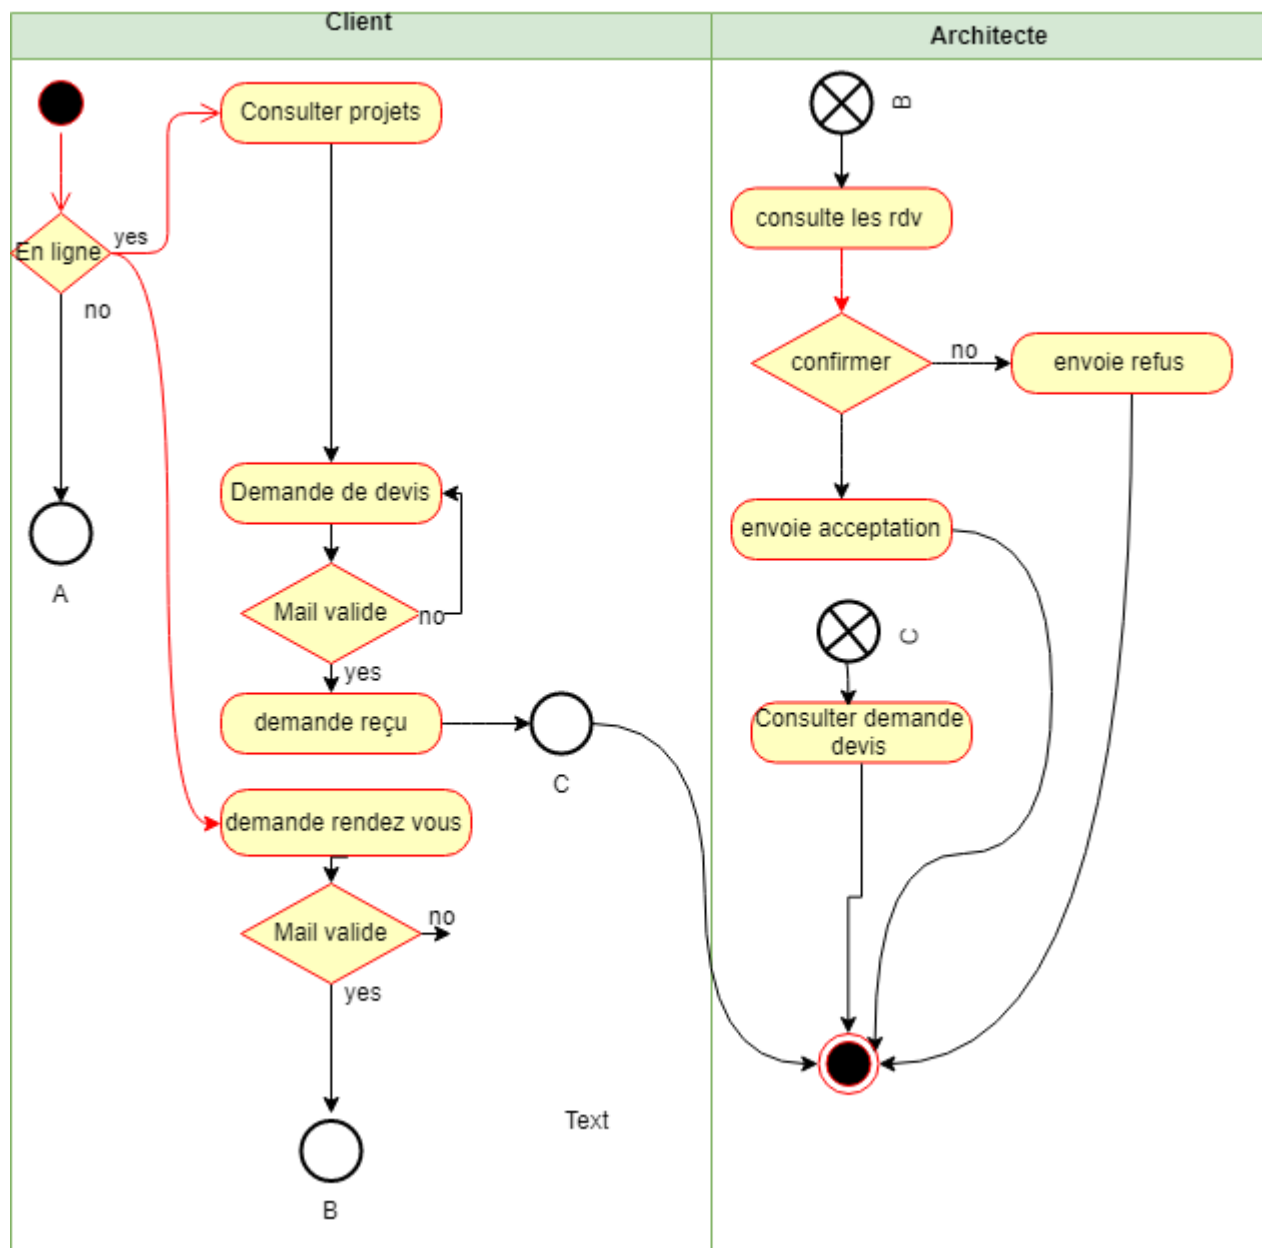 Client
Architecte
B
Consulter projets
consulte les rdv
yes
En ligne
no
confirmer
no
envoie refus
Demande de devis
envoie acceptation
A
Mail valide
no
C
yes
demande reçu
Consulter demande
devis
C
demande rendez vous
no
Mail valide
yes
Text
B